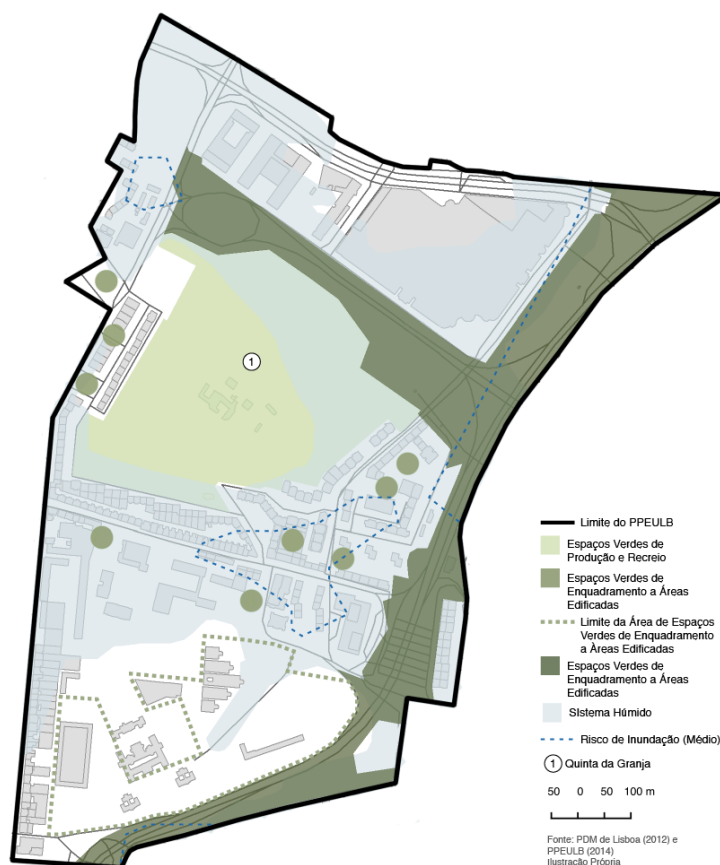 1
Limite do PPEULB
Espaços Verdes de
Produção e Recreio
Espaços Verdes de
Enquadramento a Áreas
Edificadas
Limite da Área de Espaços
Verdes de Enquadramento
a Àreas Edificadas
Espaços Verdes de
Enquadramento a Áreas
Edificadas
Sistema Húmido
Risco de Inundação (Médio)
1 Quinta da Granja
50 0 50 100 m
Fonte: PDM de Lisboa (2012) e
PPEULB (2014)
Ilustração Própria